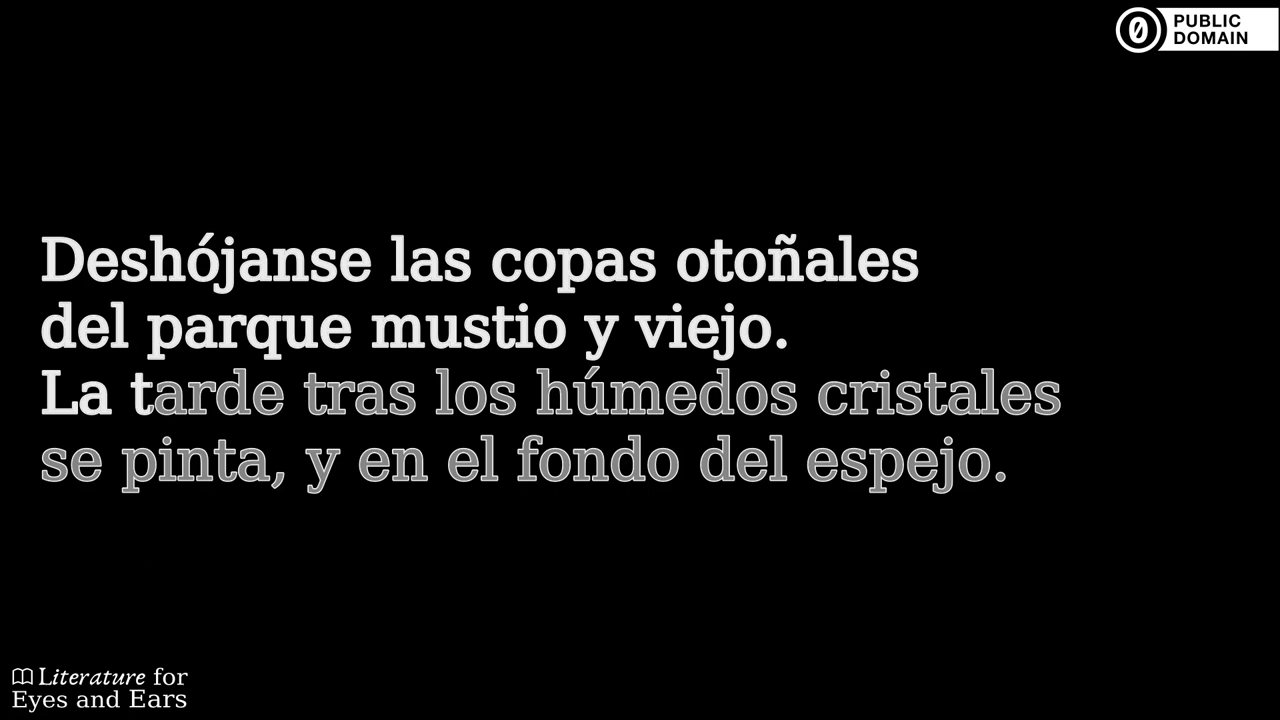 PUBLIC
DOMAIN
Deshójanse las copas otoñales
del parque mustio y viejo.
La tarde tras los húmedos cristales
se pinta, y en el fondo del espejo.
Literature for
Eyes and Ears